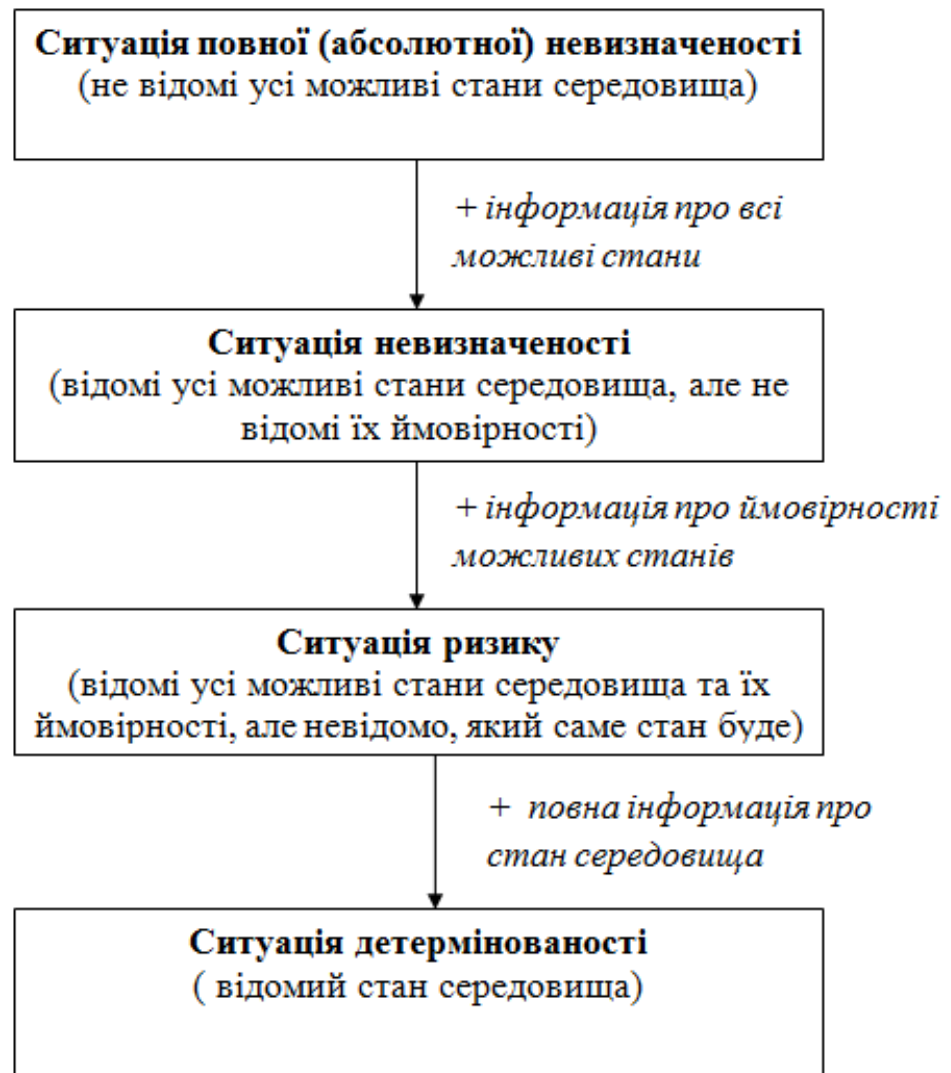 Ситуація повної (абсолютної) невизначеності
(не відомі усі можливі стани середовища)
+ інформація про всі
можливі стани
Ситуація невизначеності
(відомі усі можливі стани середовища, але не
відомі їх ймовірності)
+ інформація про ймовірності
можливих станів
Ситуація ризику
(відомі усі можливі стани середовища та їх
ймовірності, але невідомо, який саме стан буде)
+ повна інформація про
стан середовища
Ситуація детермінованості
( відомий стан середовища)